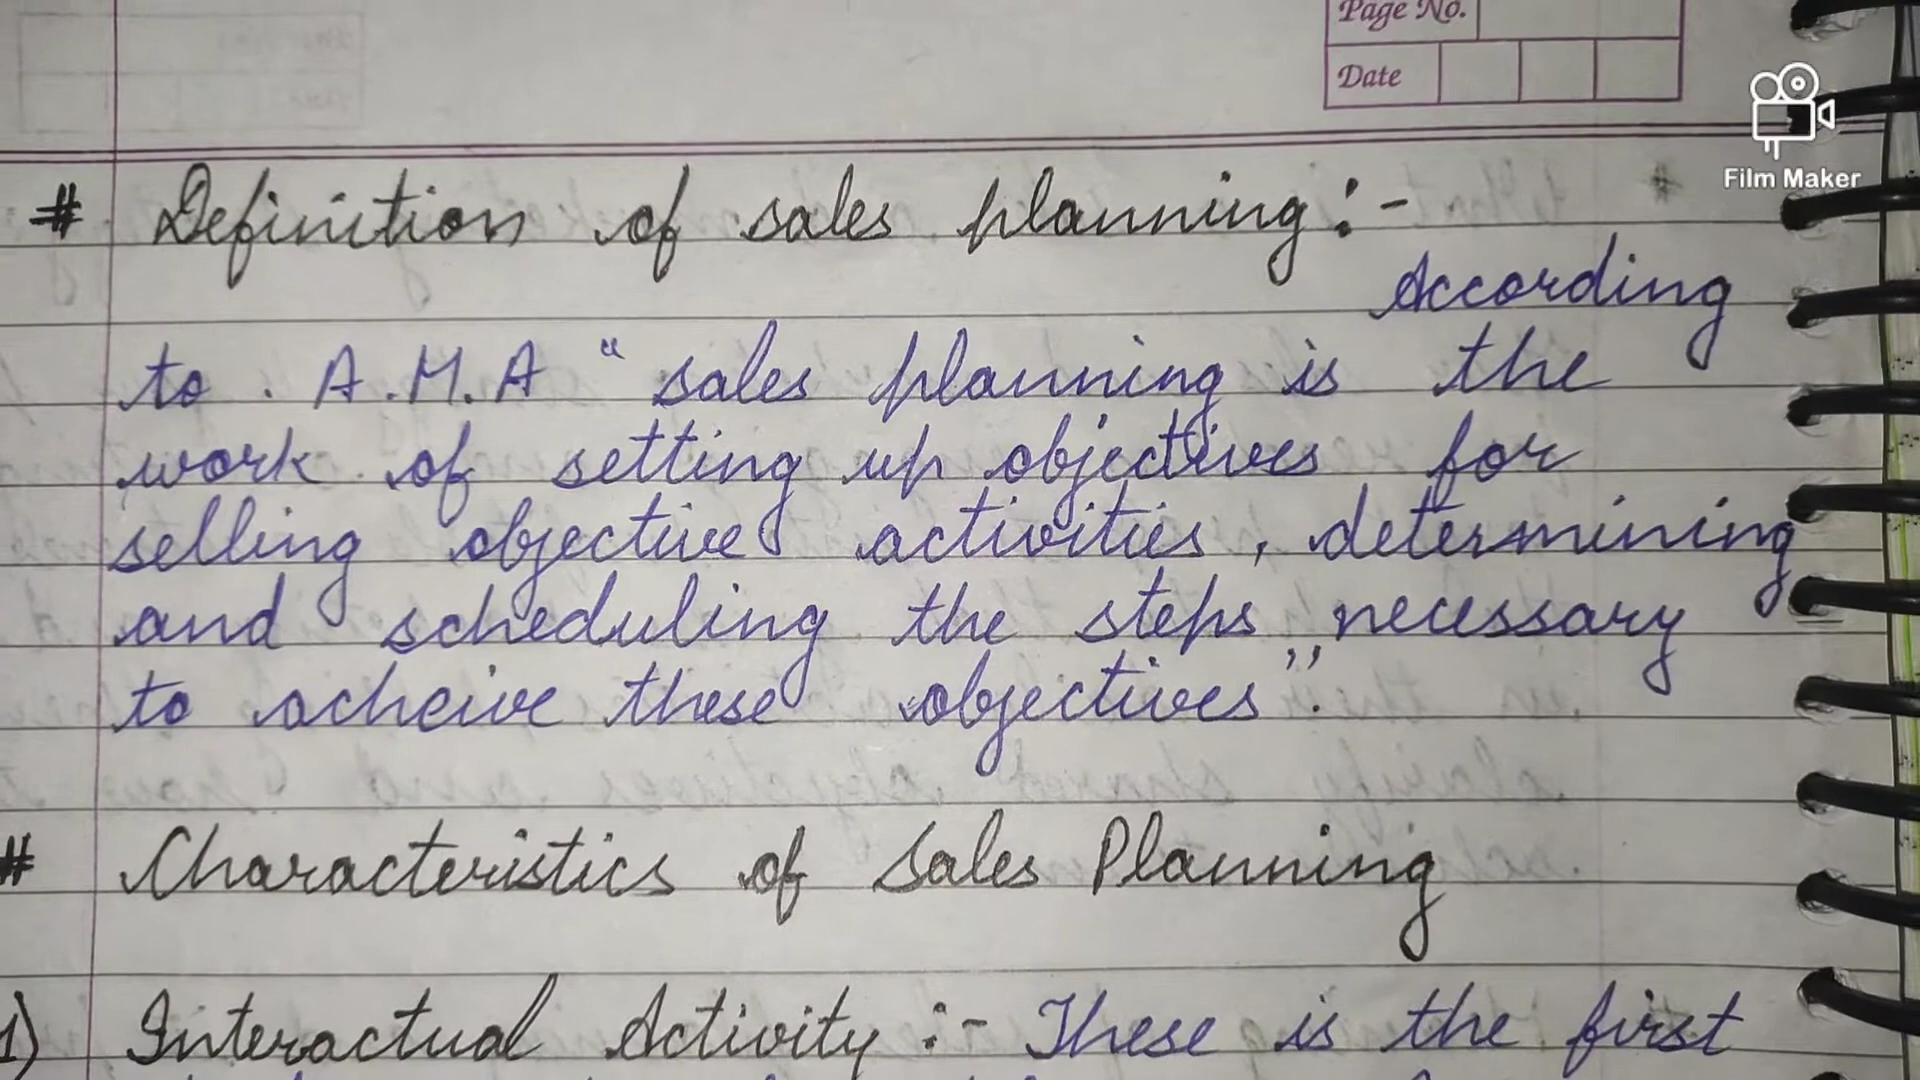 Page No.
Date
Film Maker
# Definition of sales planning :-
According
to . A.M.A "sales planning is the
work of setting up objectives for
selling objective activities, determining
and scheduling the steps necessary
to acheive these objectives".
# Characteristics of Sales Planning
1) Interactual Activity :- These is the first